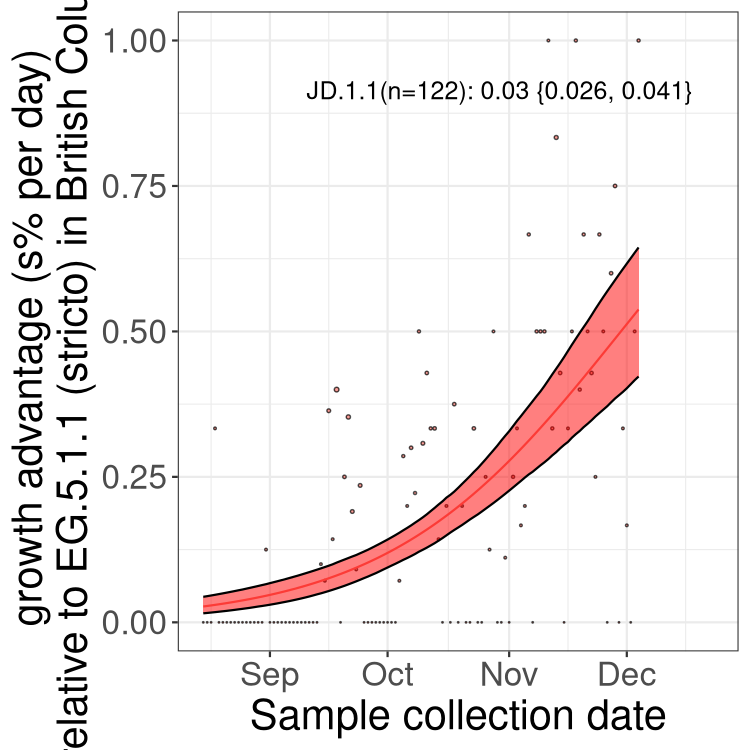 growth advantage (s% per day)
relative to EG.5.1.1 (stricto) in British Colu
1.00
0.75
0.50
0.25
0.00
JD.1.1(n=122): 0.03 {0.026, 0.041}
Sep Oct Nov Dec
Sample collection date